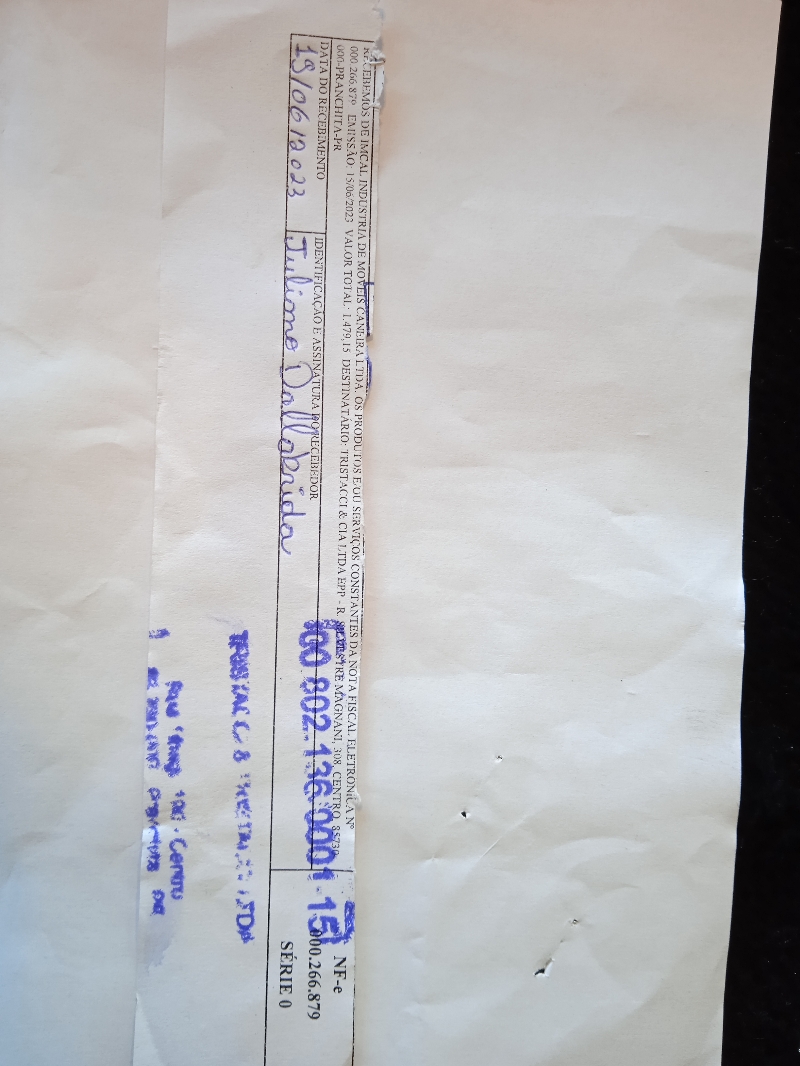 RECEBEMOS DE IMCAL INDUSTRIA DE MOVEIS CANEIRA LTDA. OS PRODUTOS E/OU SERVIÇOS CONSTANTES DA NOTA FISCAL ELETRONICA Nº
000.266.879 EMISSÃO: 15/06/2023 VALOR TOTAL: 1.479,15 DESTINATARIO: TRISTACCI & CIA LTDA EPP - R. SILVESTRE MAGNANI, 308, CENTRO, 85730-
000-PRANCHITA-PR
DATA DO RECEBIMENTO
19/06/2023
IDENTIFICAÇÃO E ASSINATURA DO RECEBEDOR
Juliano Dallabrida
NF-e
000.266.879
SÉRIE 0
00 802 136 0001-15
LTDA
Centro